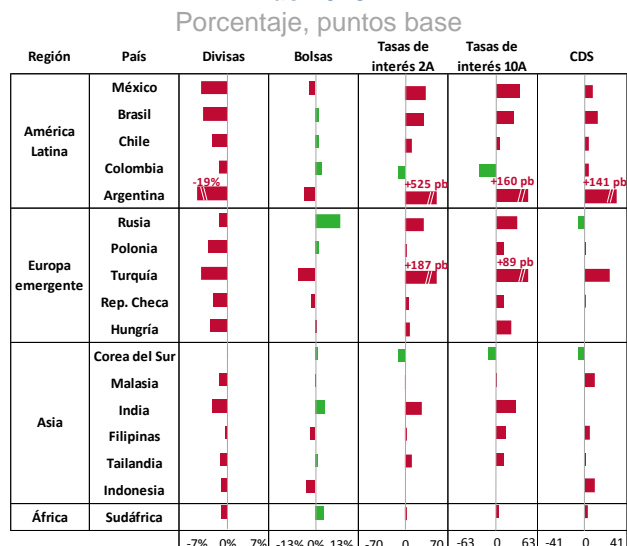 Porcentaje, puntos base
Región País Divisas Bolsas Tasas de interés 2A Tasas de interés 10A CDS
América Latina
México
Brasil
Chile
Colombia
Argentina -19% +525 pb +160 pb +141 pb
Europa emergente
Rusia
Polonia
Turquía +187 pb +89 pb
Rep. Checa
Hungría
Asia
Corea del Sur
Malasia
India
Filipinas
Tailandia
Indonesia
África Sudáfrica
-7% 0% 7% -13% 0% 13% -70 0 70 -63 0 63 -41 0 41